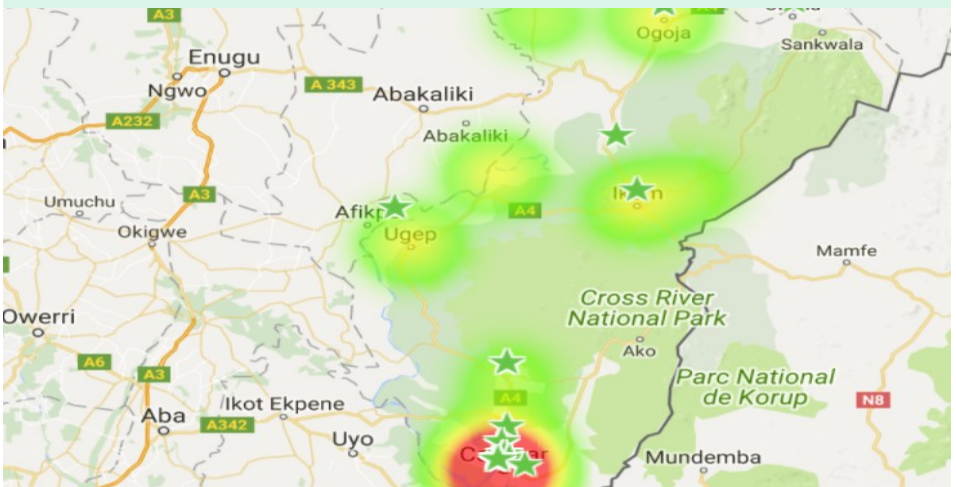 A3
Ogoja
Sankwala
Enugu
Ngwo
A 343
Abakaliki
A232
Abakaliki
A3
Umuchu
Okigwe
A4
Ugep
Mamfe
Cross River
National Park
Owerri
Ako
A6
A3
Parc National
de Korup
A4
N8
Aba
Ikot Ekpene
A342
Uyo
Mundemba